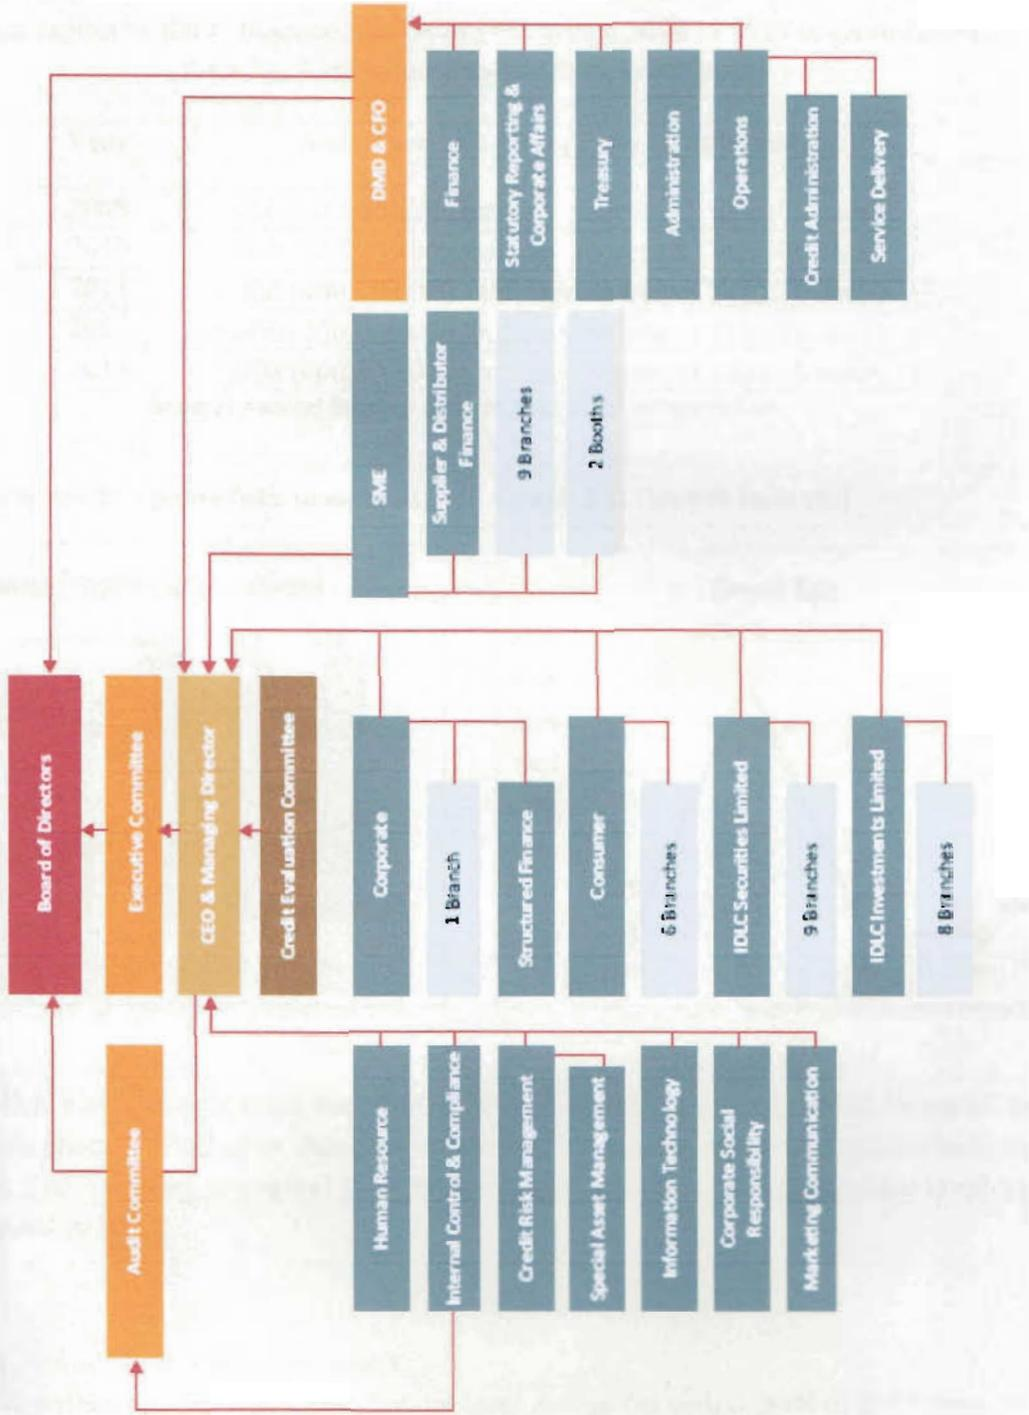 Board of Directors
Audit Committee
Executive Committee
CEO & Managing Director
Credit Evaluation Committee
Human Resource
Internal Control & Compliance
Credit Risk Management
Special Asset Management
Information Technology
Corporate Social
Responsibility
Marketing Communication
Corporate
1 Branch
Structured Finance
Consumer
6 Branches
IDLC Securities Limited
9 Branches
IDLC Investments Limited
8 Branches
SME
Supplier & Distributor
Finance
9 Branches
2 Booths
DMD & CFO
Finance
Statutory Reporting &
Corporate Affairs
Treasury
Administration
Operations
Credit Administration
Service Delivery